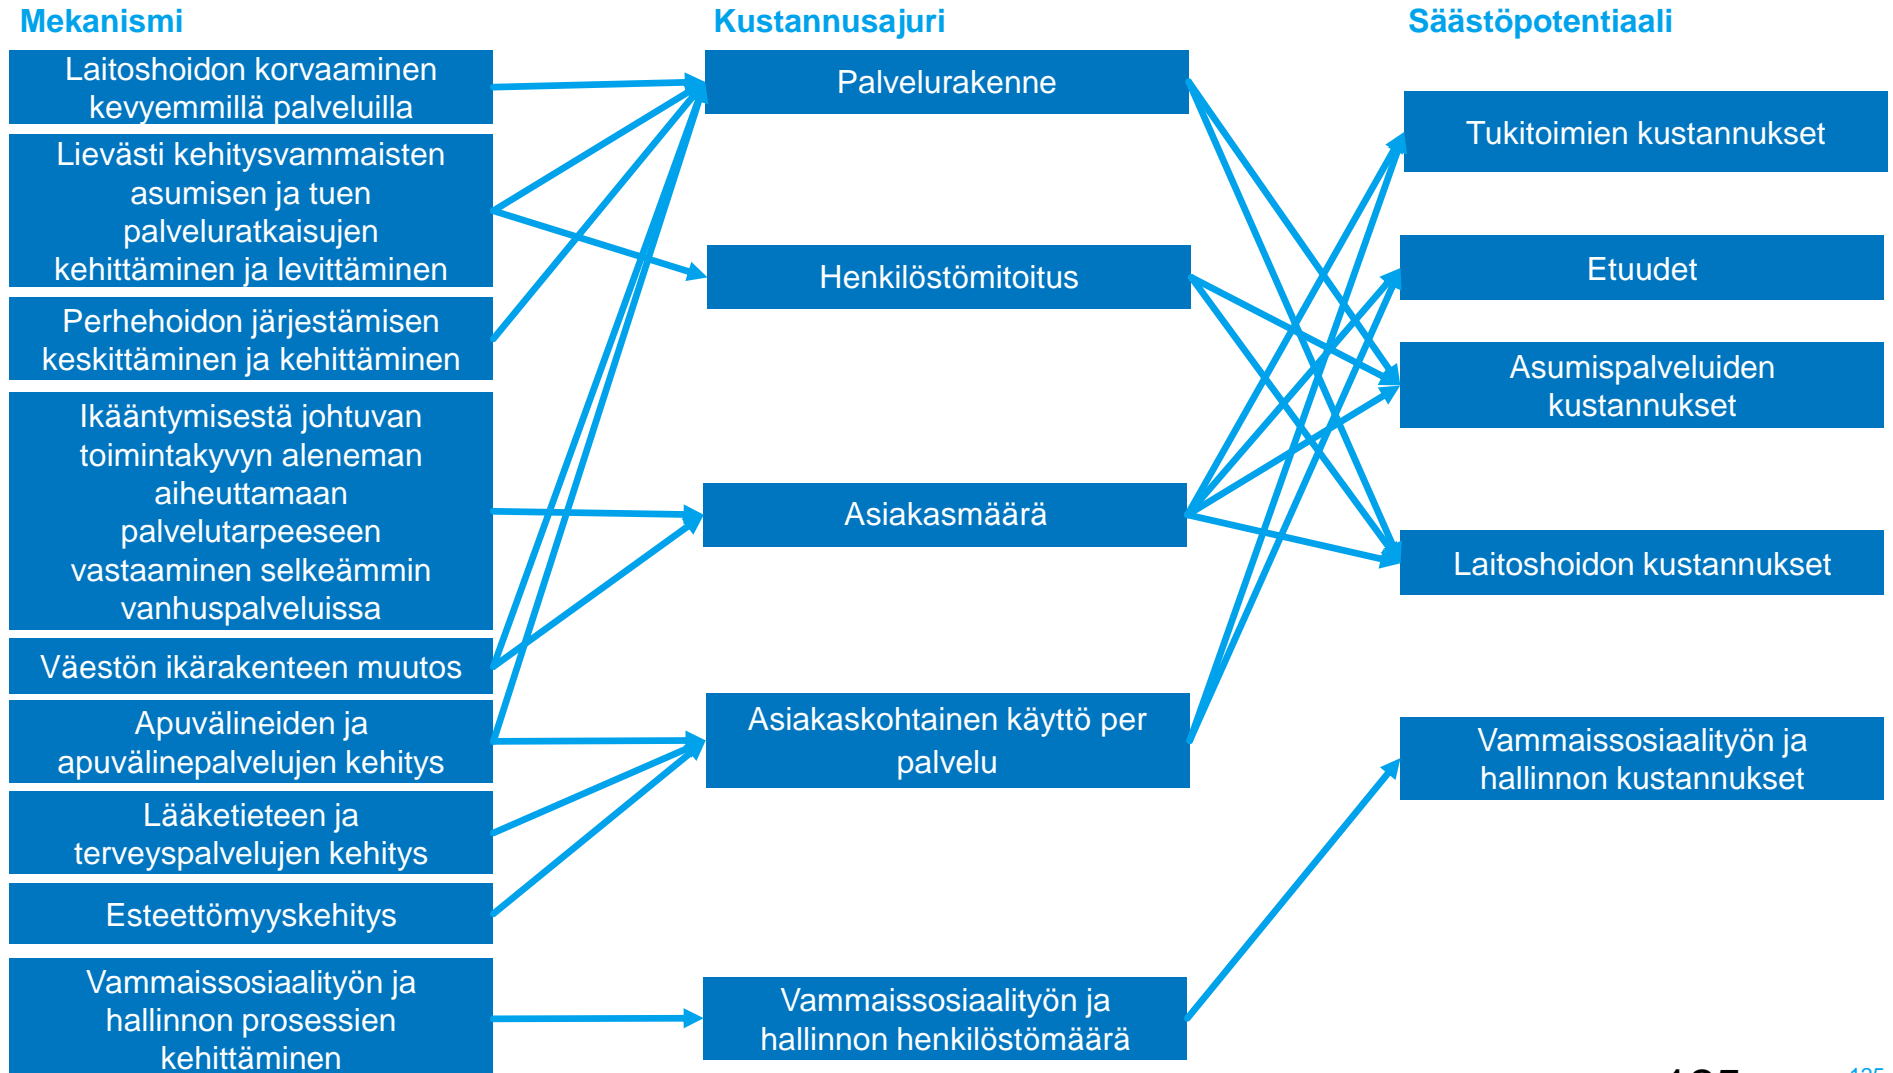 Mekanismi
Kustannusajuri
Säästöpotentiaali
Laitoshoidon korvaaminen
kevyemmillä palveluilla
Lievästi kehitysvammaisten
asumisen ja tuen
palveluratkaisujen
kehittäminen ja levittäminen
Perhehoidon järjestämisen
keskittäminen ja kehittäminen
Ikääntymisestä johtuvan
toimintakyvyn aleneman
aiheuttamaan
palvelutarpeeseen
vastaaminen selkeämmin
vanhuspalveluissa
Väestön ikärakenteen muutos
Apuvälineiden ja
apuvälinepalvelujen kehitys
Lääketieteen ja
terveyspalvelujen kehitys
Esteettömyyskehitys
Vammaissosiaalityön ja
hallinnon prosessien
kehittäminen
Palvelurakenne
Henkilöstömitoitus
Asiakasmäärä
Asiakaskohtainen käyttö per
palvelu
Vammaissosiaalityön ja
hallinnon henkilöstömäärä
Tukitoimien kustannukset
Etuudet
Asumispalveluiden
kustannukset
Laitoshoidon kustannukset
Vammaissosiaalityön ja
hallinnon kustannukset